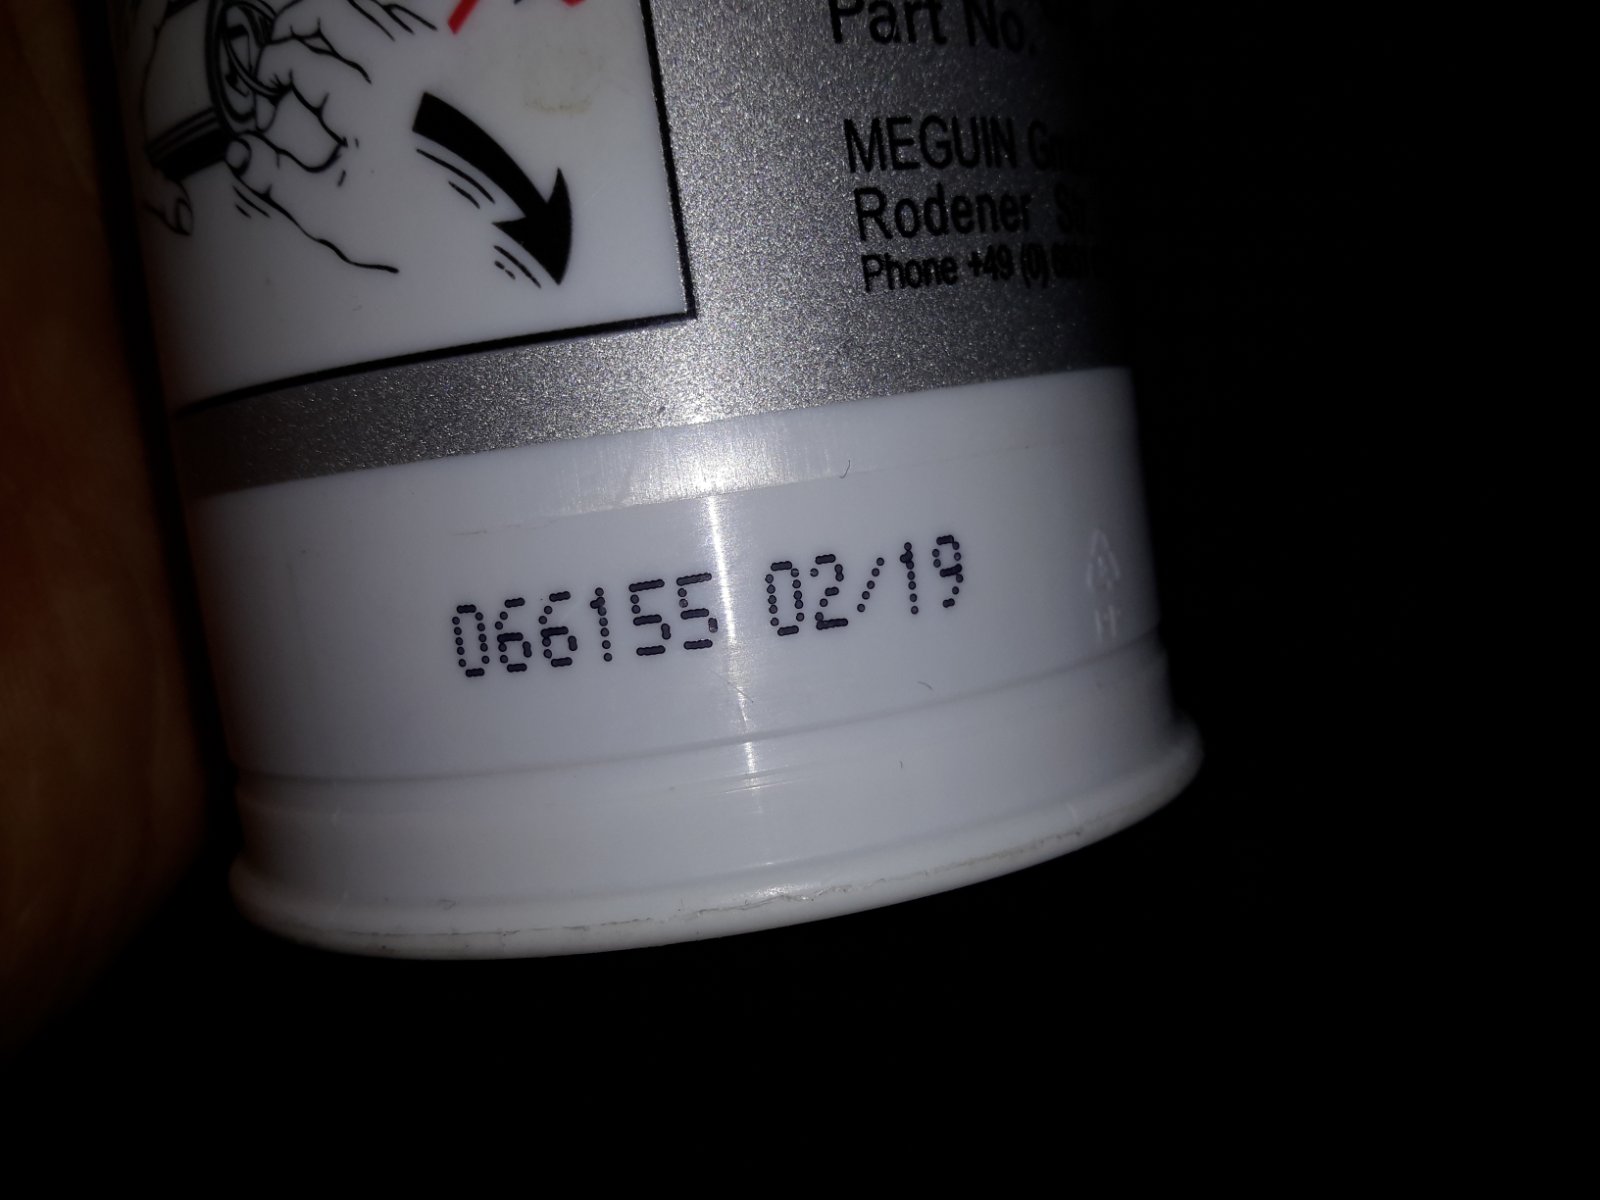 Part No.
MEGUIN
Rodener
Phone +49 (0)
066155 02/19